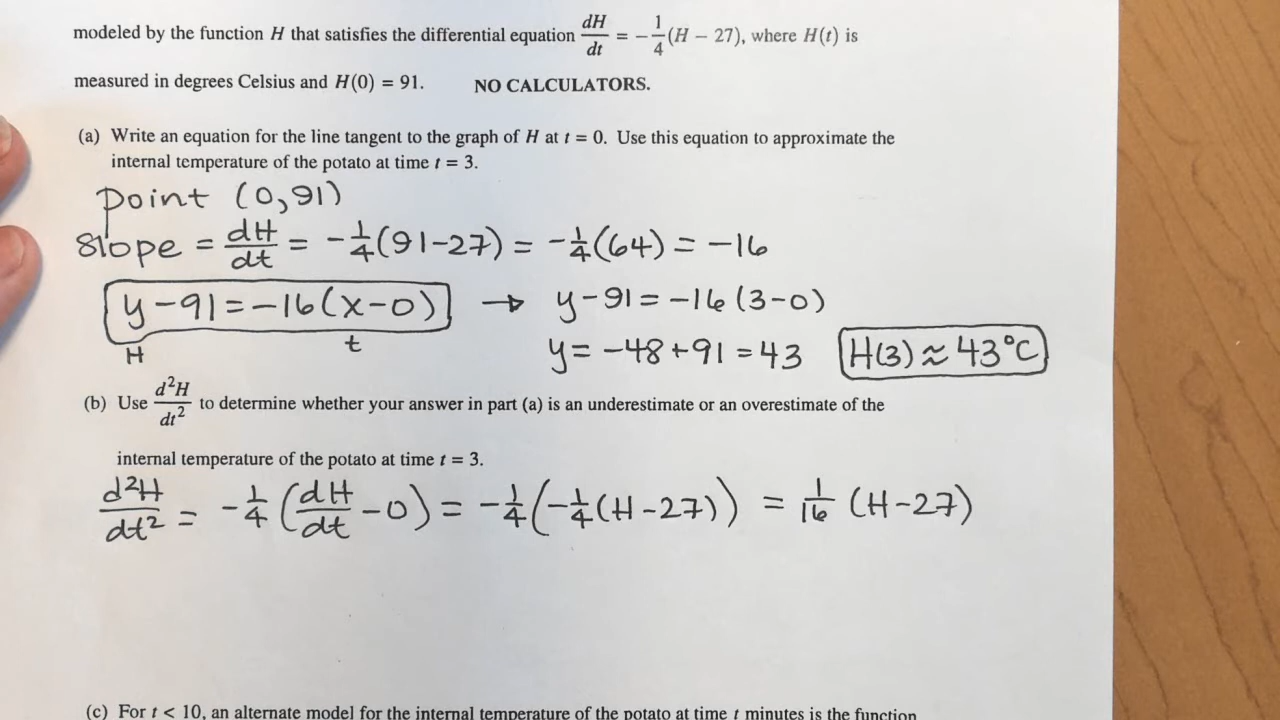 modeled by the function H that satisfies the differential equation dH/dt = −1/4(H − 27), where H(t) is
measured in degrees Celsius and H(0) = 91. NO CALCULATORS.
(a) Write an equation for the line tangent to the graph of H at t = 0. Use this equation to approximate the
internal temperature of the potato at time t = 3.
point (0,91)
slope = dH/dt = −1/4(91−27) = −1/4(64) = −16
y−91=−16(x−0) → y−91=−16(3−0)
H t
y= −48+91=43 H(3)≈43°C
(b) Use d²H/dt² to determine whether your answer in part (a) is an underestimate or an overestimate of the
internal temperature of the potato at time t = 3.
d²H/dt² = −1/4(dH/dt −0) = −1/4(−1/4(H−27)) = 1/16 (H−27)
(c) For t < 10, an alternate model for the internal temperature of the potato at time t minutes is the function